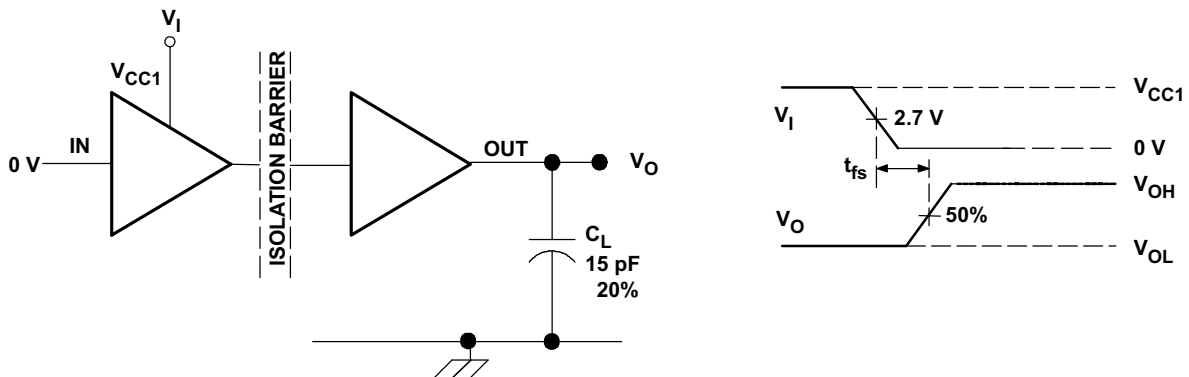 V_I
V_CC1
ISOLATION BARRIER
IN
0 V
OUT
V_O
C_L
15 pF
20%
V_CC1
V_I
2.7 V
0 V
t_fs
V_OH
V_O
50%
V_OL